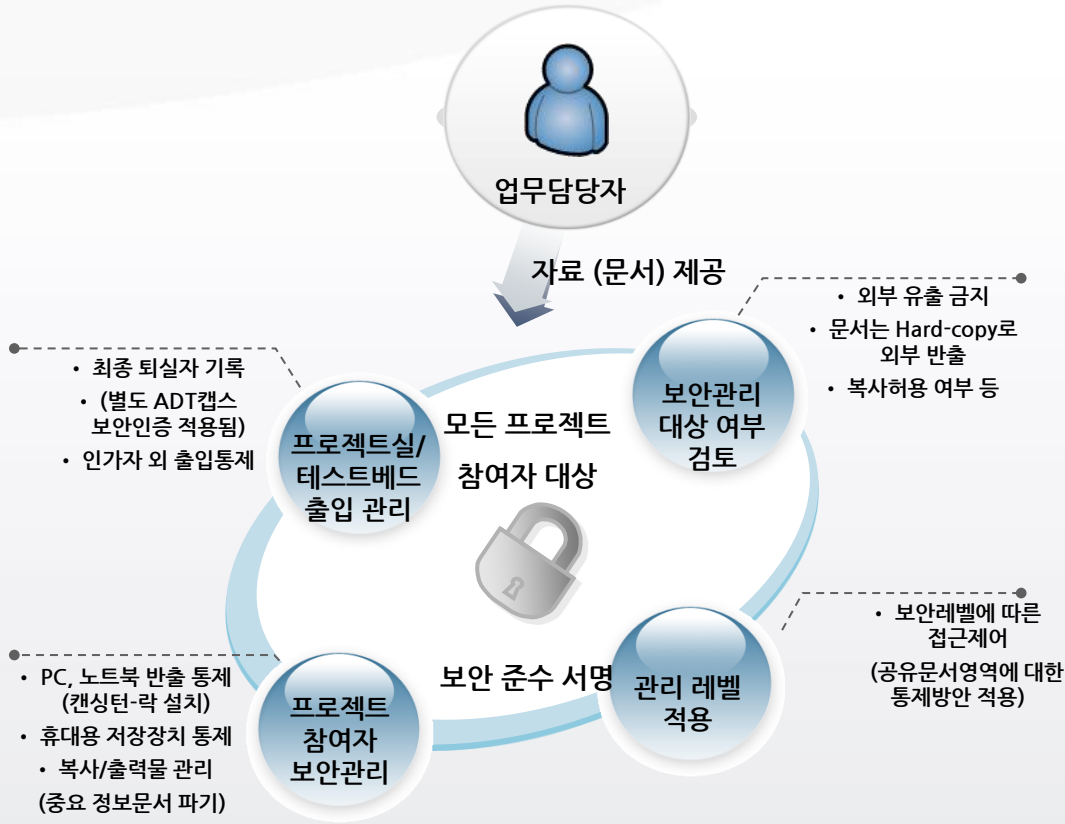 업무담당자
자료 (문서) 제공
• 외부 유출 금지
• 문서는 Hard-copy로
외부 반출
• 복사허용 여부 등
보안관리
대상 여부
검토
• 최종 퇴실자 기록
• (별도 ADT캡스
보안인증 적용됨)
• 인가자 외 출입통제
프로젝트실/
테스트베드
출입 관리
모든 프로젝트
참여자 대상
보안 준수 서명
• 보안레벨에 따른
접근제어
(공유문서영역에 대한
통제방안 적용)
관리 레벨
적용
• PC, 노트북 반출 통제
(캔싱턴-락 설치)
• 휴대용 저장장치 통제
• 복사/출력물 관리
(중요 정보문서 파기)
프로젝트
참여자
보안관리